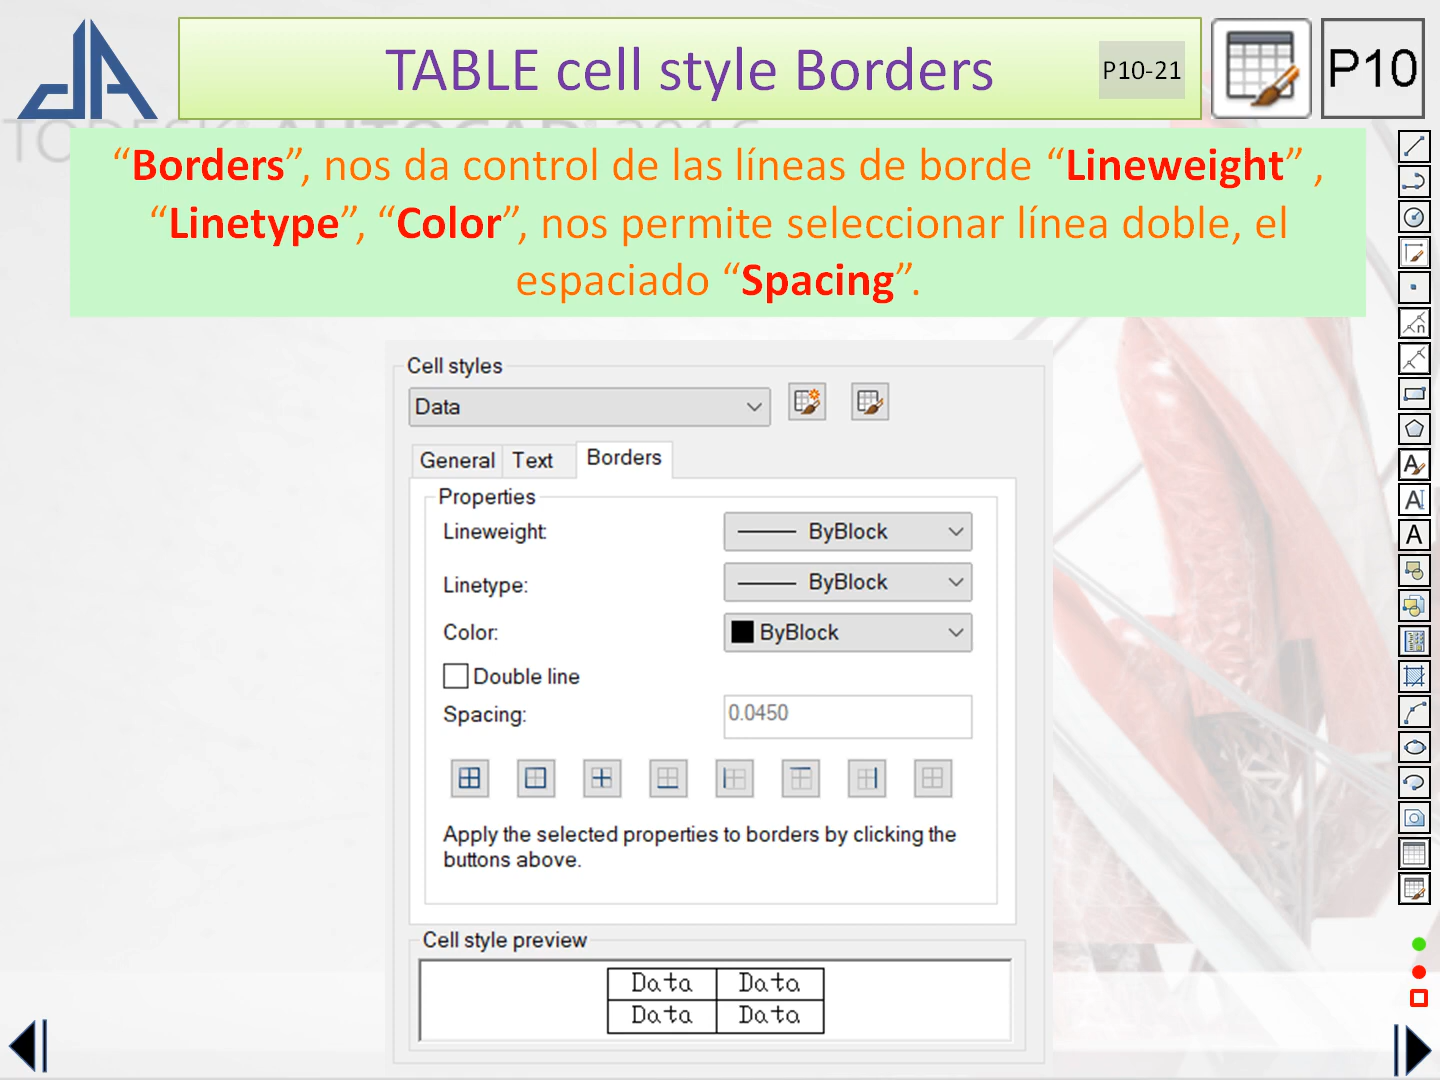 TABLE cell style Borders
P10-21
P10
“Borders”, nos da control de las líneas de borde “Lineweight” ,
“Linetype”, “Color”, nos permite seleccionar línea doble, el
espaciado “Spacing”.
Cell styles
Data
General Text Borders
Properties
Lineweight:
ByBlock
Linetype:
ByBlock
Color:
ByBlock
Double line
Spacing:
0.0450
Apply the selected properties to borders by clicking the
buttons above.
Cell style preview
Data Data
Data Data